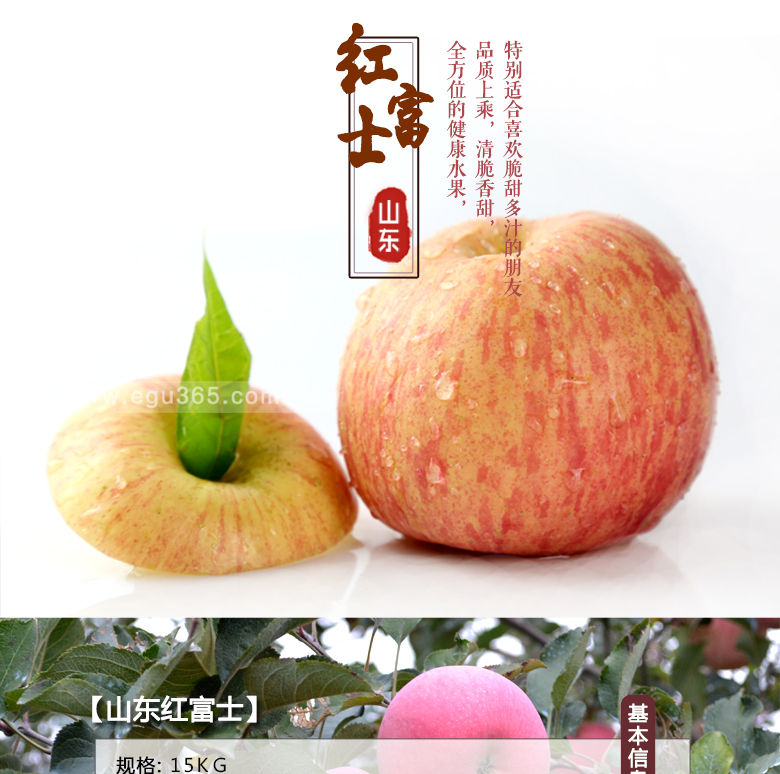 红富士
山东
特别适合喜欢脆甜多汁的朋友
品质上乘，清脆香甜，
全方位的健康水果，
.egu365.com
【山东红富士】
规格: 15KG
基本信